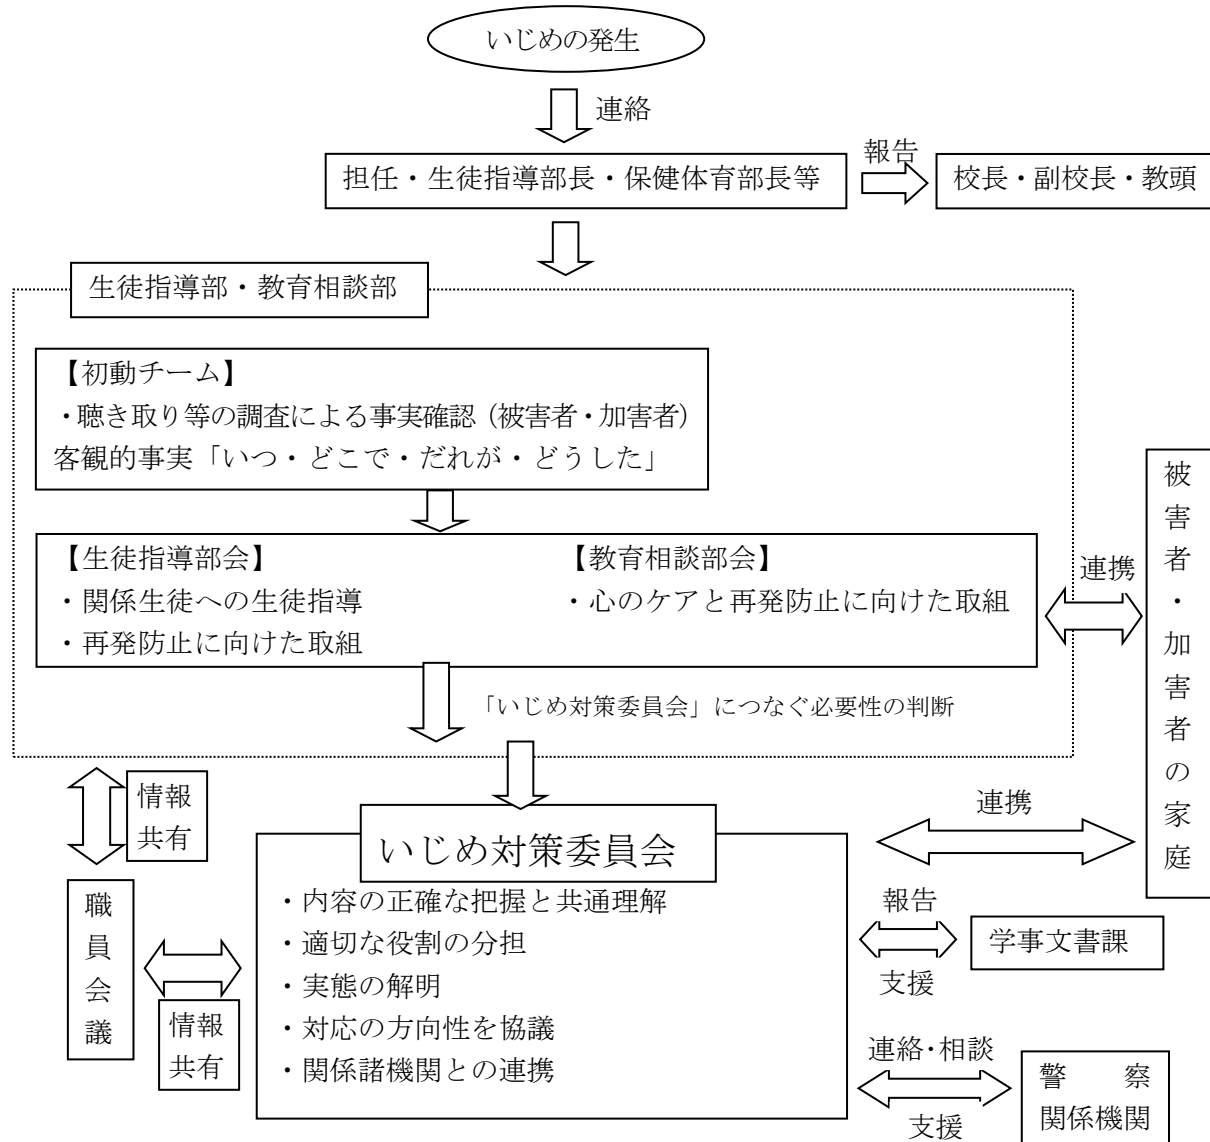 いじめの発生
連絡
担任・生徒指導部長・保健体育部長等
報告
校長・副校長・教頭
生徒指導部・教育相談部
【初動チーム】
・聴き取り等の調査による事実確認（被害者・加害者）
客観的事実「いつ・どこで・だれが・どうした」
【生徒指導部会】
・関係生徒への生徒指導
・再発防止に向けた取組
【教育相談部会】
・心のケアと再発防止に向けた取組
連携
被害者・加害者の家庭
「いじめ対策委員会」につなぐ必要性の判断
情報
共有
いじめ対策委員会
・内容の正確な把握と共通理解
・適切な役割の分担
・実態の解明
・対応の方向性を協議
・関係諸機関との連携
連携
職員会議
情報
共有
報告
支援
学事文書課
連絡・相談
支援
警　察
関係機関